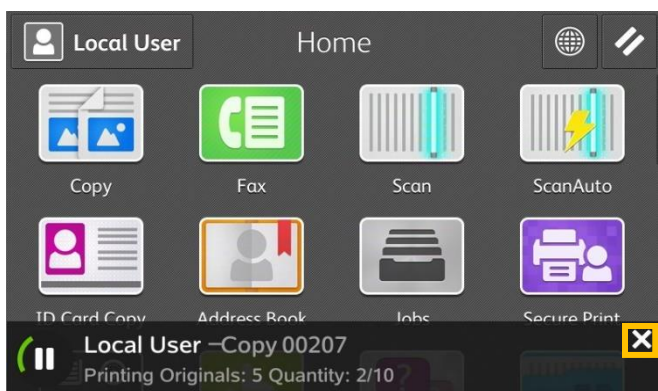 Local User
Home
Copy
Fax
Scan
ScanAuto
ID Card Copy
Address Book
Jobs
Secure Print
Local User –Copy 00207
Printing Originals: 5 Quantity: 2/10